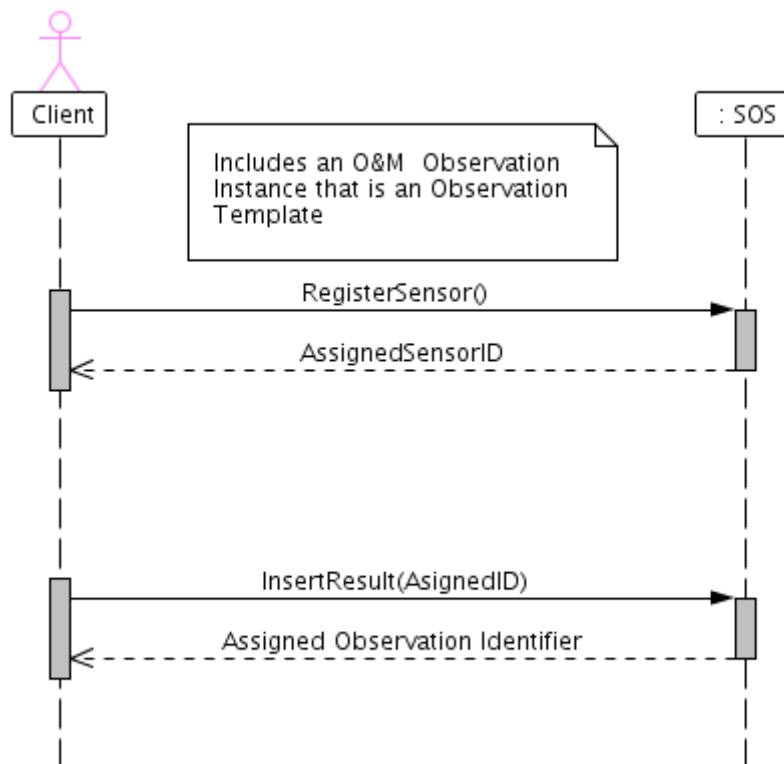 Client
: SOS
Includes an O&M Observation
Instance that is an Observation
Template
RegisterSensor()
AssignedSensorID
InsertResult(AsignedID)
Assigned Observation Identifier